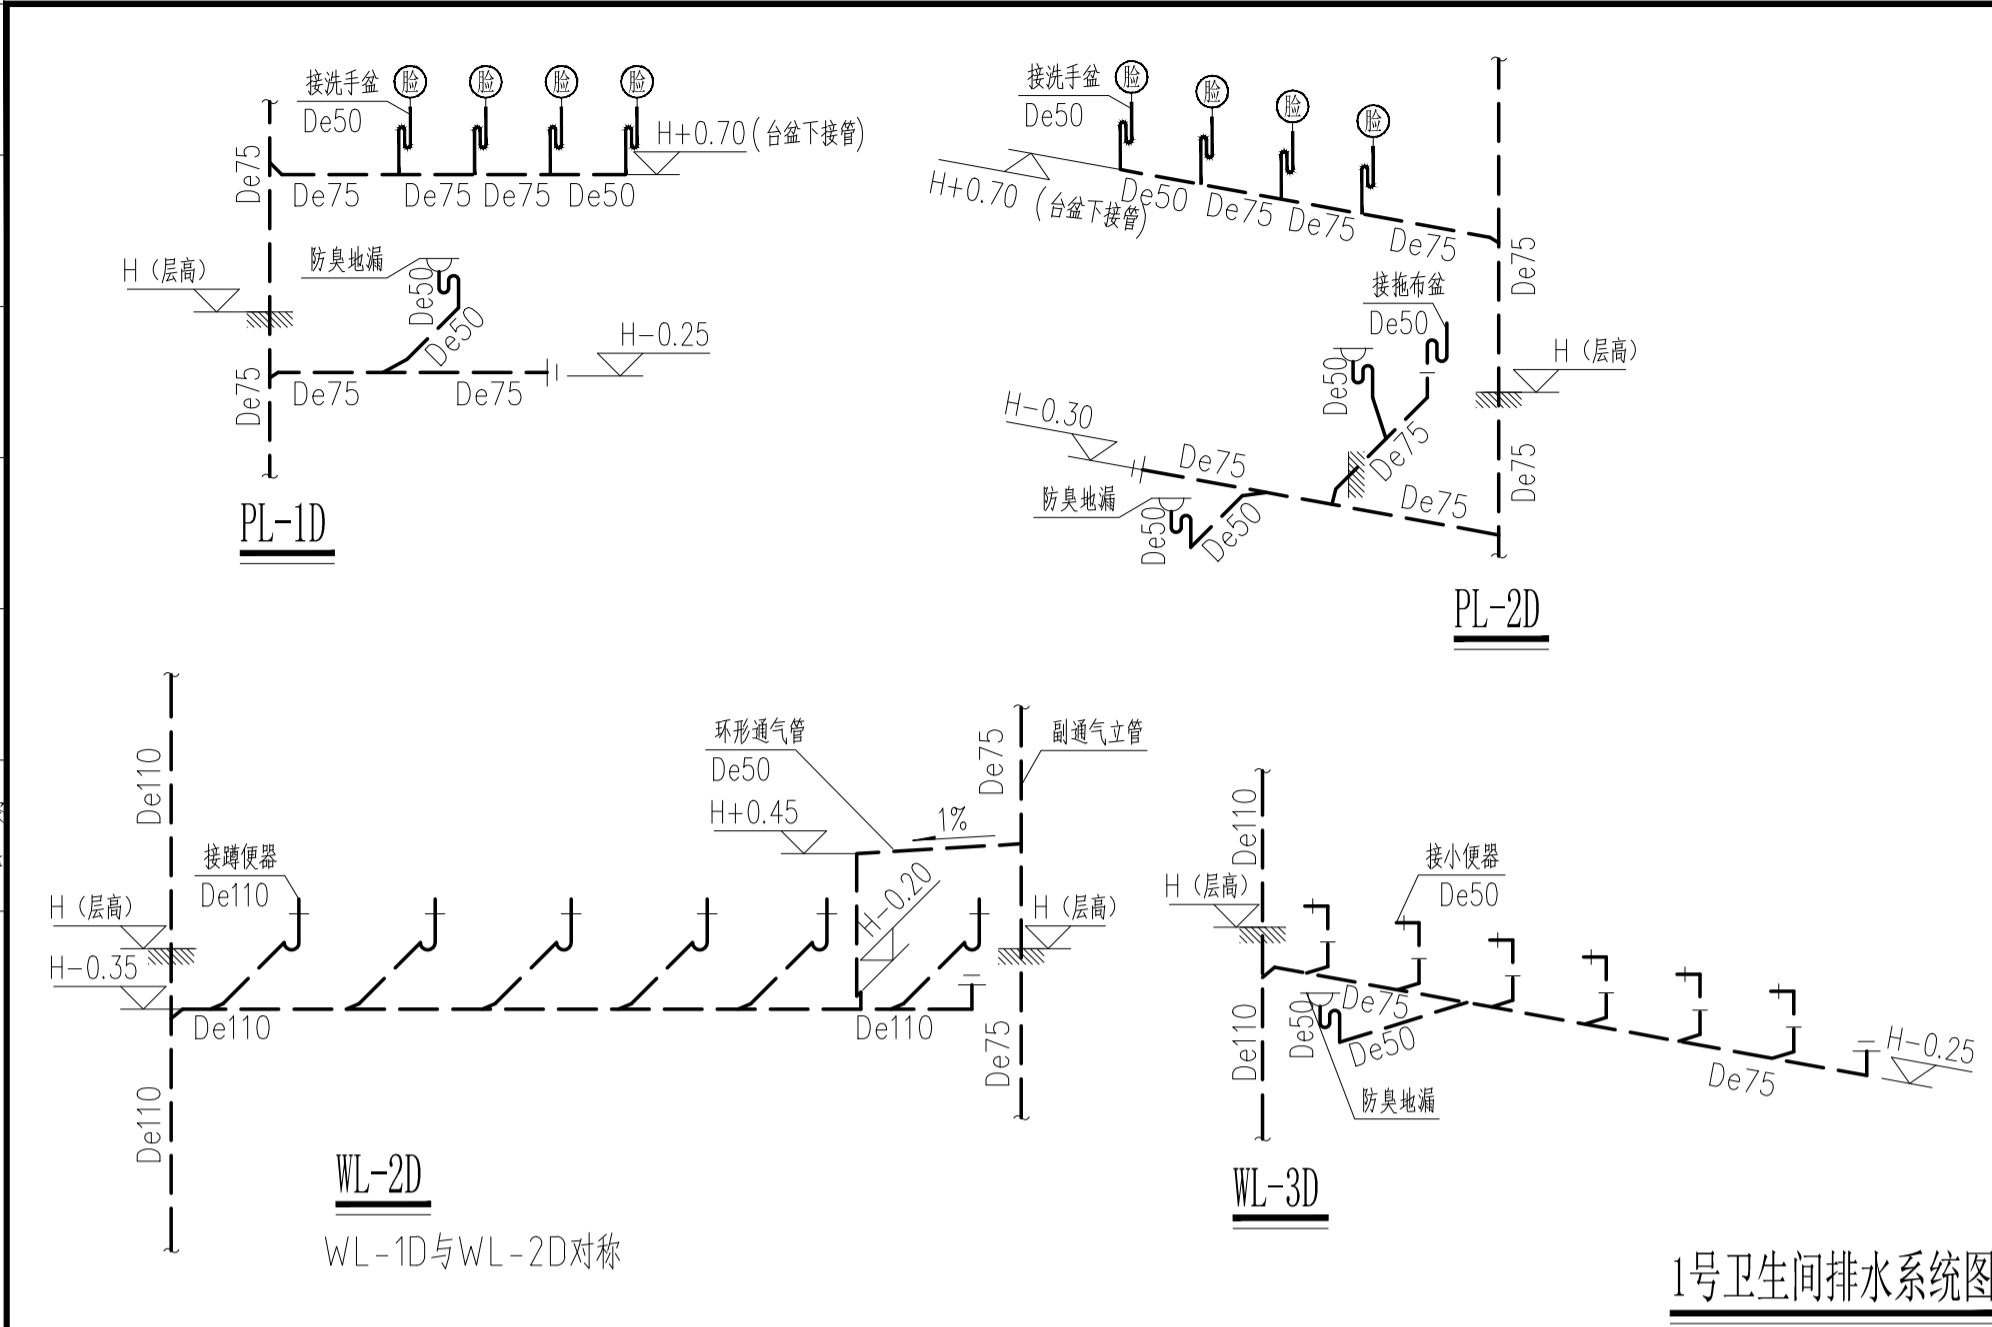 接洗手盆
De50
脸
脸
脸
脸
H+0.70(台盆下接管)
De75
De75
De75
De75
De50
防臭地漏
De50
De50
H（层高）
H-0.25
De75
De75
De75
PL-1D
接洗手盆
De50
脸
脸
脸
脸
H+0.70（台盆下接管）
De50
De75
De75
De75
De75
接拖布盆
De50
De50
De75
H（层高）
H-0.30
De75
De75
De75
防臭地漏
De50
De50
PL-2D
De110
接蹲便器
De110
H（层高）
H-0.35
De110
De110
环形通气管
De50
H+0.45
1%
De75
副通气立管
H-0.20
H（层高）
De110
De75
WL-2D
WL-1D与WL-2D对称
De110
H（层高）
接小便器
De50
De75
De50
De50
De110
防臭地漏
De75
H-0.25
WL-3D
1号卫生间排水系统图